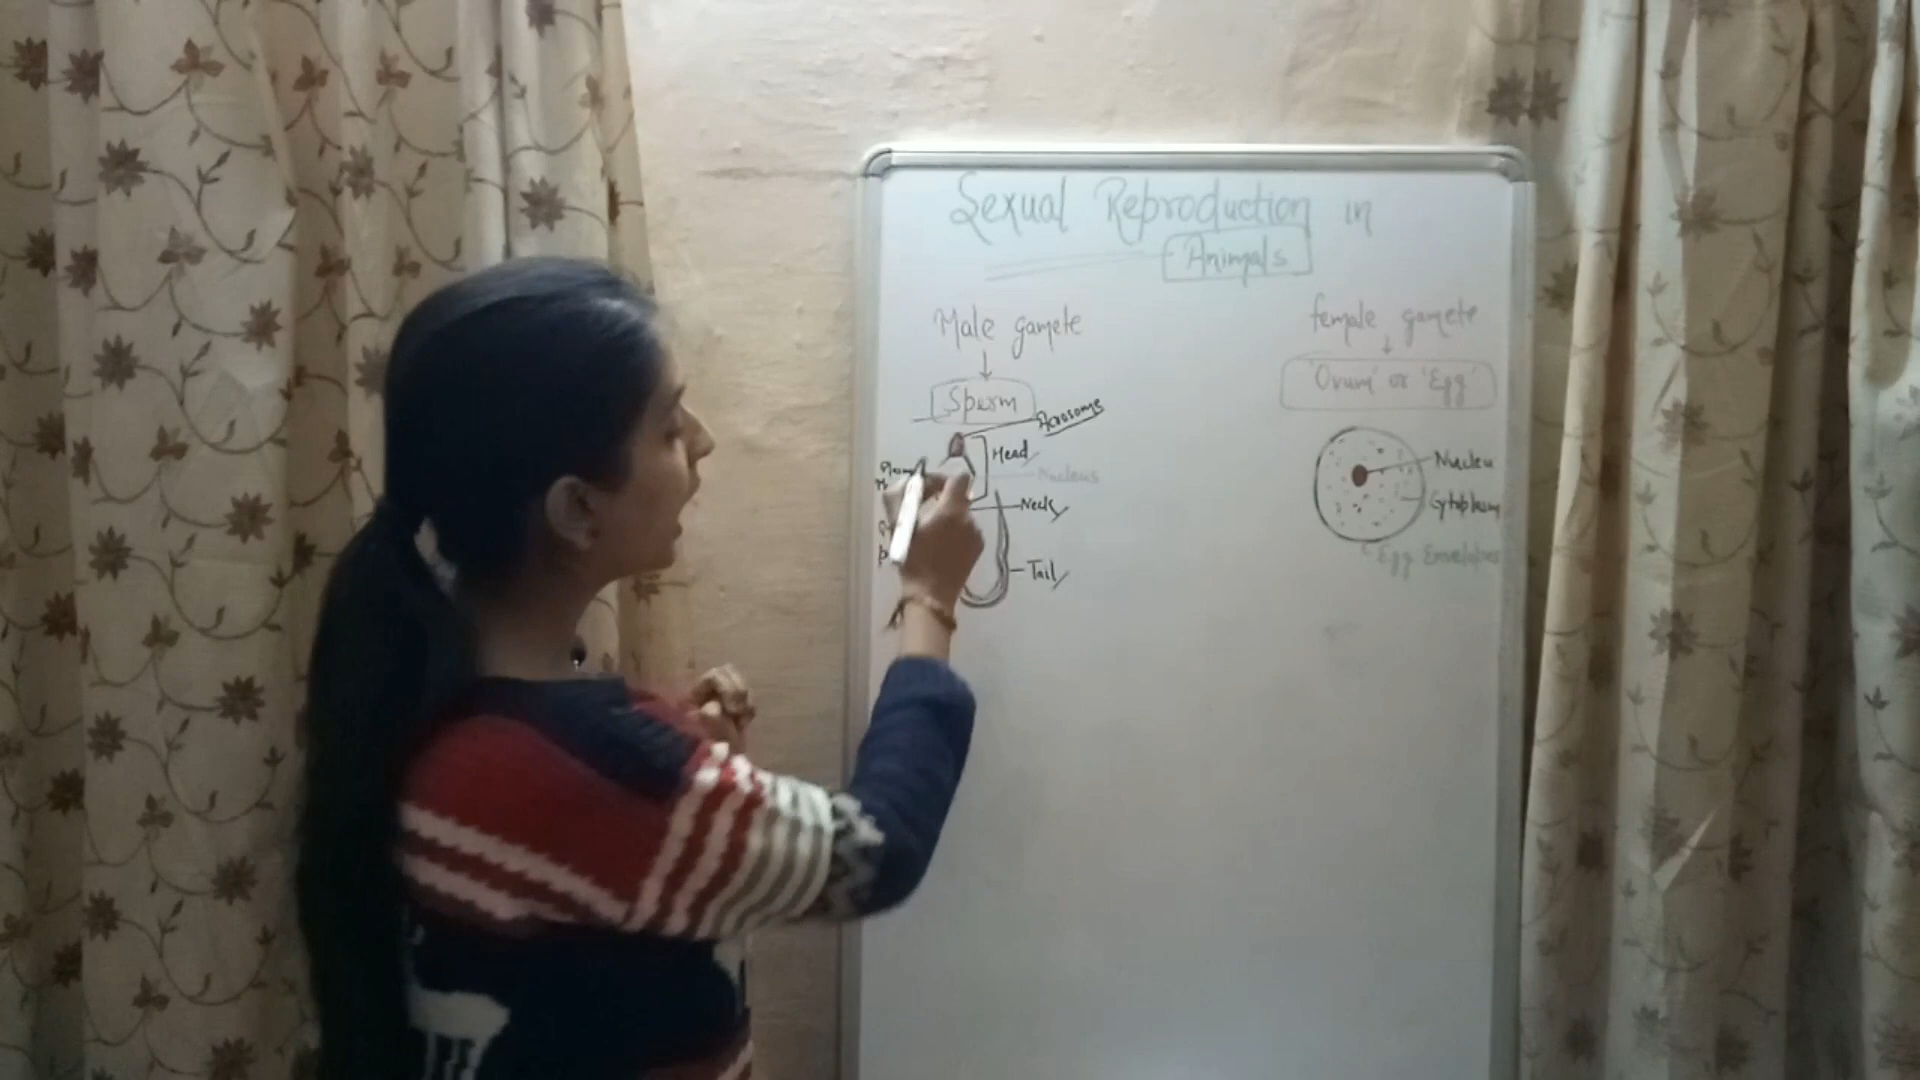 Sexual Reproduction in
Animals
Male gamete
Sperm
Acrosome
Head
Nucleus
Neck
Tail
female gamete
'Ovum' or 'Egg'
Nucleu
Cytoplasm
Egg Envelopes